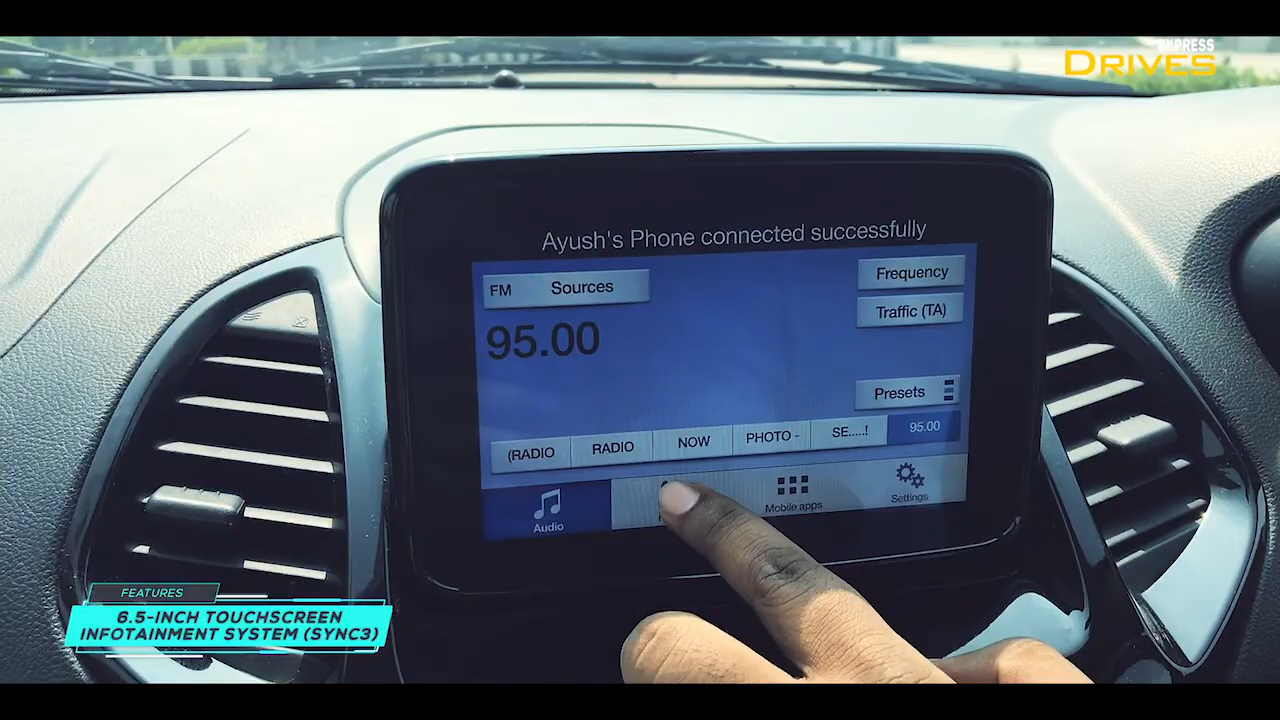 EXPRESS
DRIVES
Ayush's Phone connected successfully
FM Sources
Frequency
95.00
Traffic (TA)
Presets
(RADIO RADIO NOW PHOTO - SE.....! 95.00
Audio
Mobile apps
Settings
FEATURES
6.5-INCH TOUCHSCREEN
INFOTAINMENT SYSTEM (SYNC3)